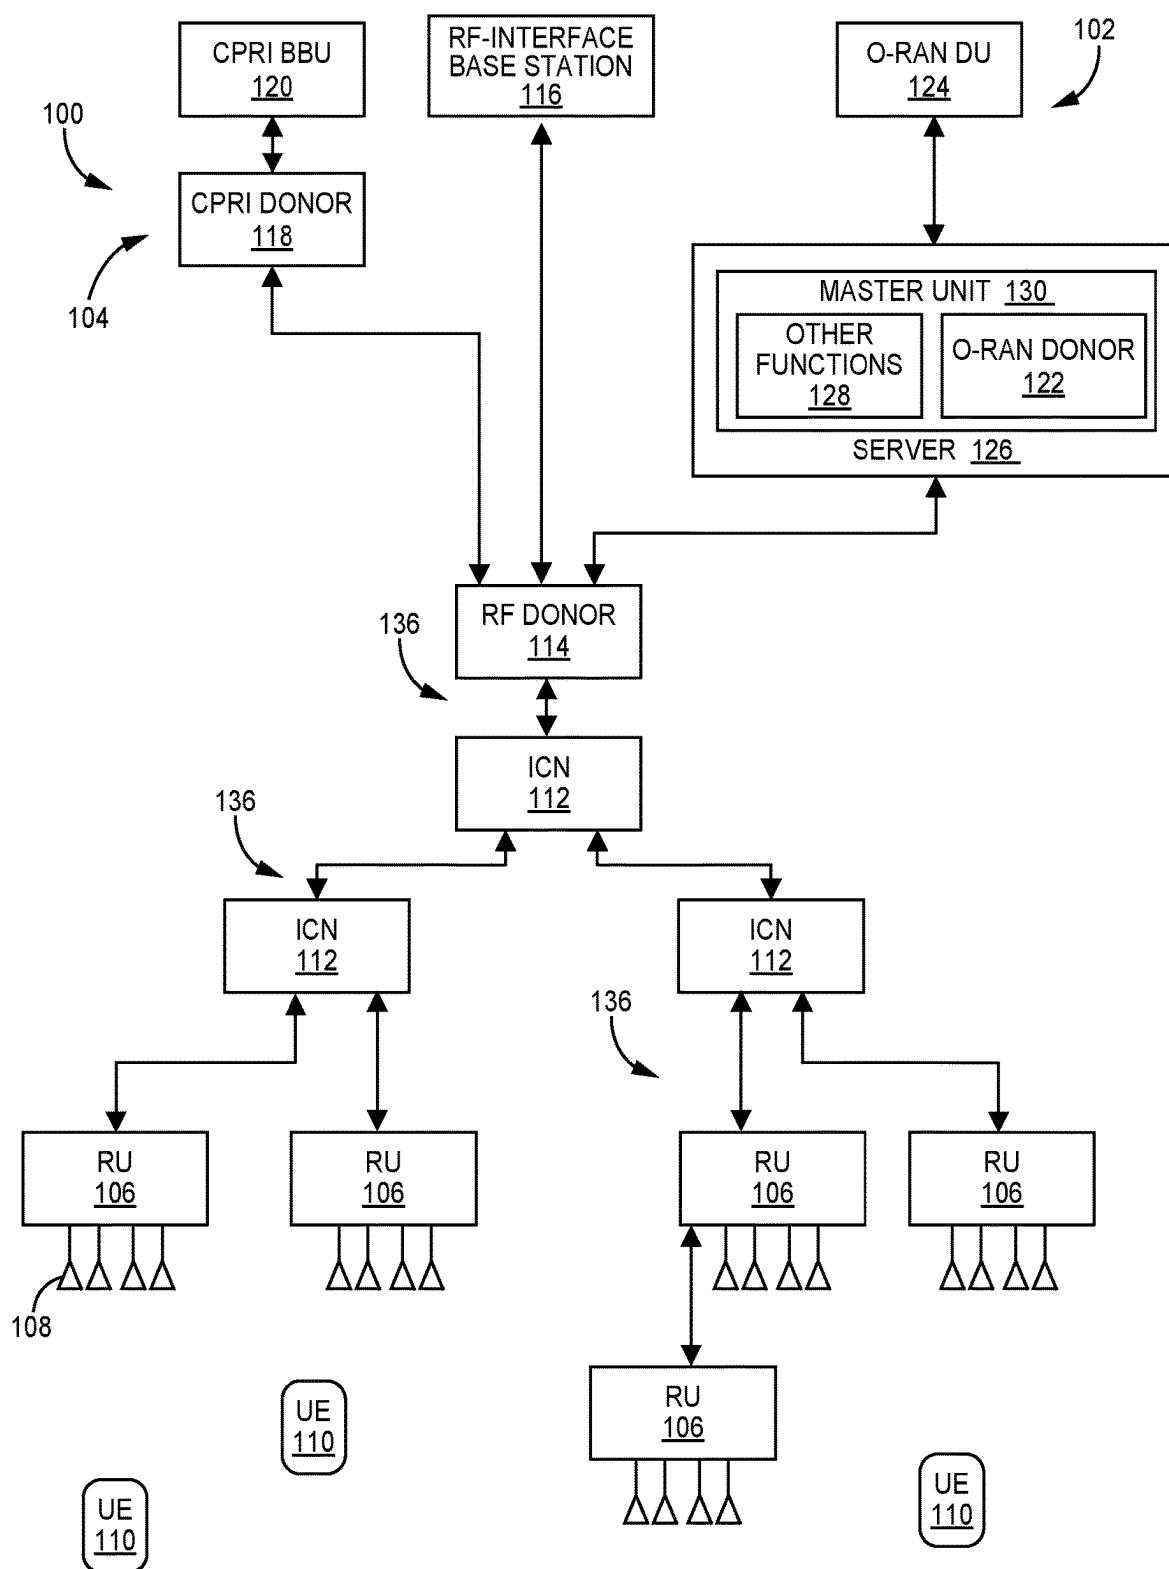 CPRI BBU
120
RF-INTERFACE
BASE STATION
116
O-RAN DU
124
102
100
CPRI DONOR
118
104
MASTER UNIT 130
OTHER
FUNCTIONS
128
O-RAN DONOR
122
SERVER 126
136
RF DONOR
114
ICN
112
136
ICN
112
ICN
112
136
RU
106
RU
106
RU
106
RU
106
108
RU
106
UE
110
UE
110
UE
110